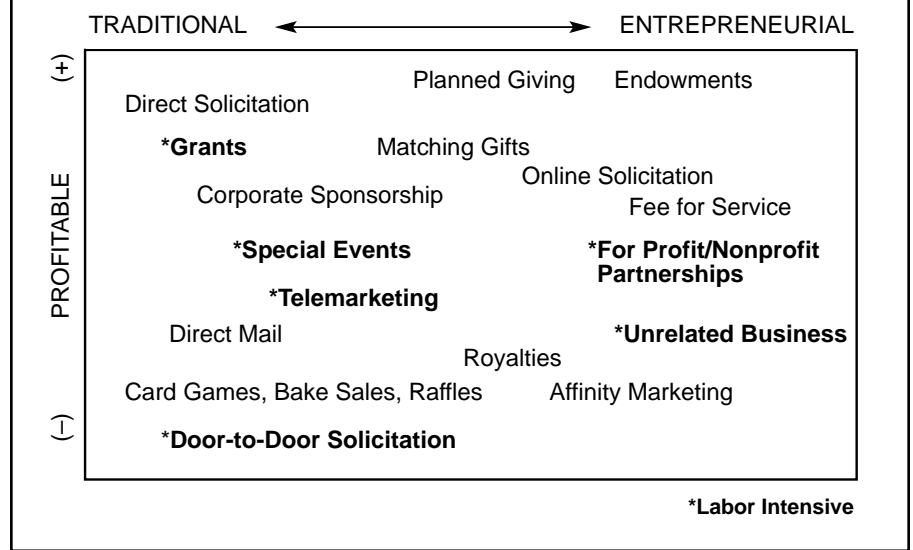 TRADITIONAL ENTREPRENEURIAL
(+)
Planned Giving Endowments
Direct Solicitation
*Grants Matching Gifts
Online Solicitation
Corporate Sponsorship
Fee for Service
PROFITABLE
*Special Events *For Profit/Nonprofit
Partnerships
*Telemarketing
Direct Mail *Unrelated Business
Royalties
Card Games, Bake Sales, Raffles Affinity Marketing
(–)
*Door-to-Door Solicitation
*Labor Intensive